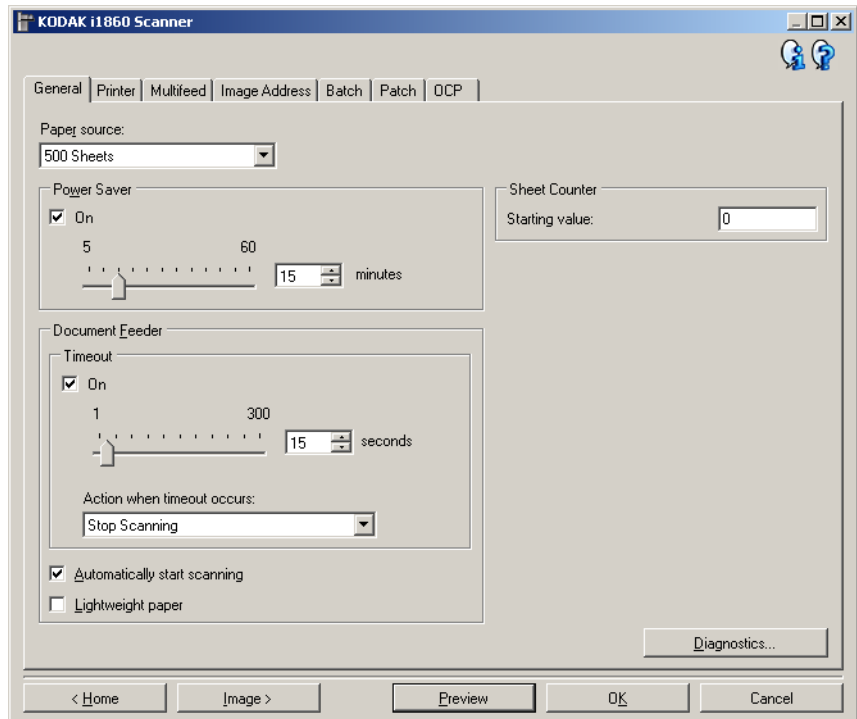 KODAK i1860 Scanner
General Printer Multifeed Image Address Batch Patch OCP
Paper source:
500 Sheets
Power Saver
On
5 60
15 minutes
Sheet Counter
Starting value: 0
Document Feeder
Timeout
On
1 300
15 seconds
Action when timeout occurs:
Stop Scanning
Automatically start scanning
Lightweight paper
Diagnostics...
< Home Image > Preview OK Cancel